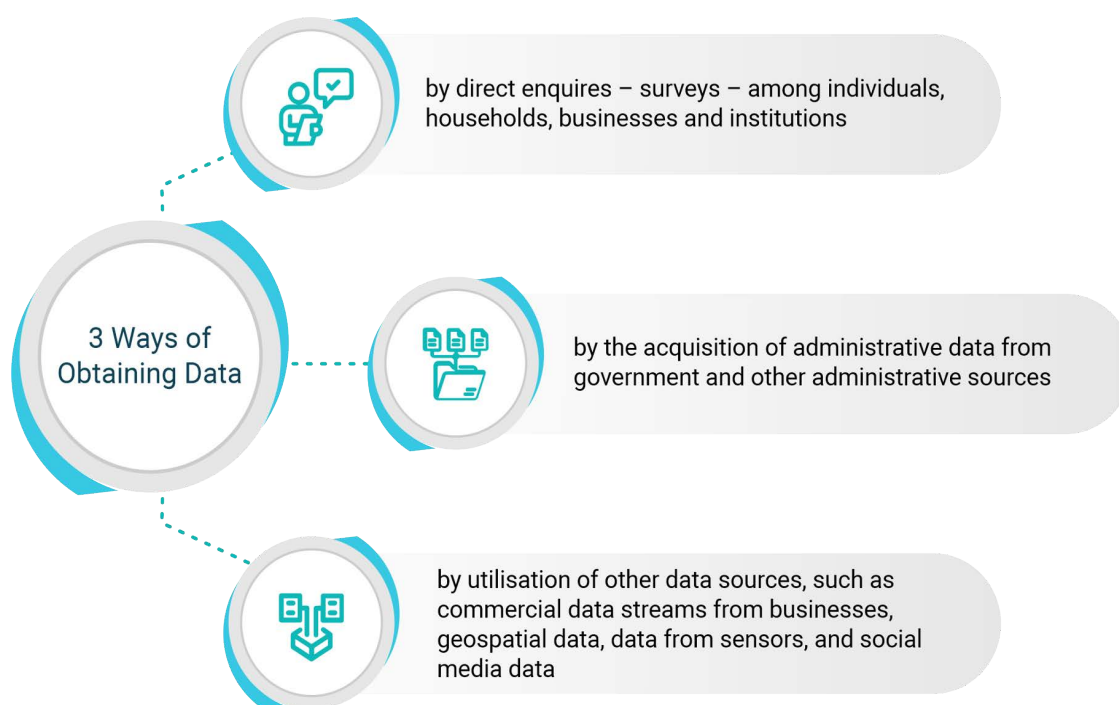 by direct enquires – surveys – among individuals,
households, businesses and institutions
3 Ways of
Obtaining Data
by the acquisition of administrative data from
government and other administrative sources
by utilisation of other data sources, such as
commercial data streams from businesses,
geospatial data, data from sensors, and social
media data